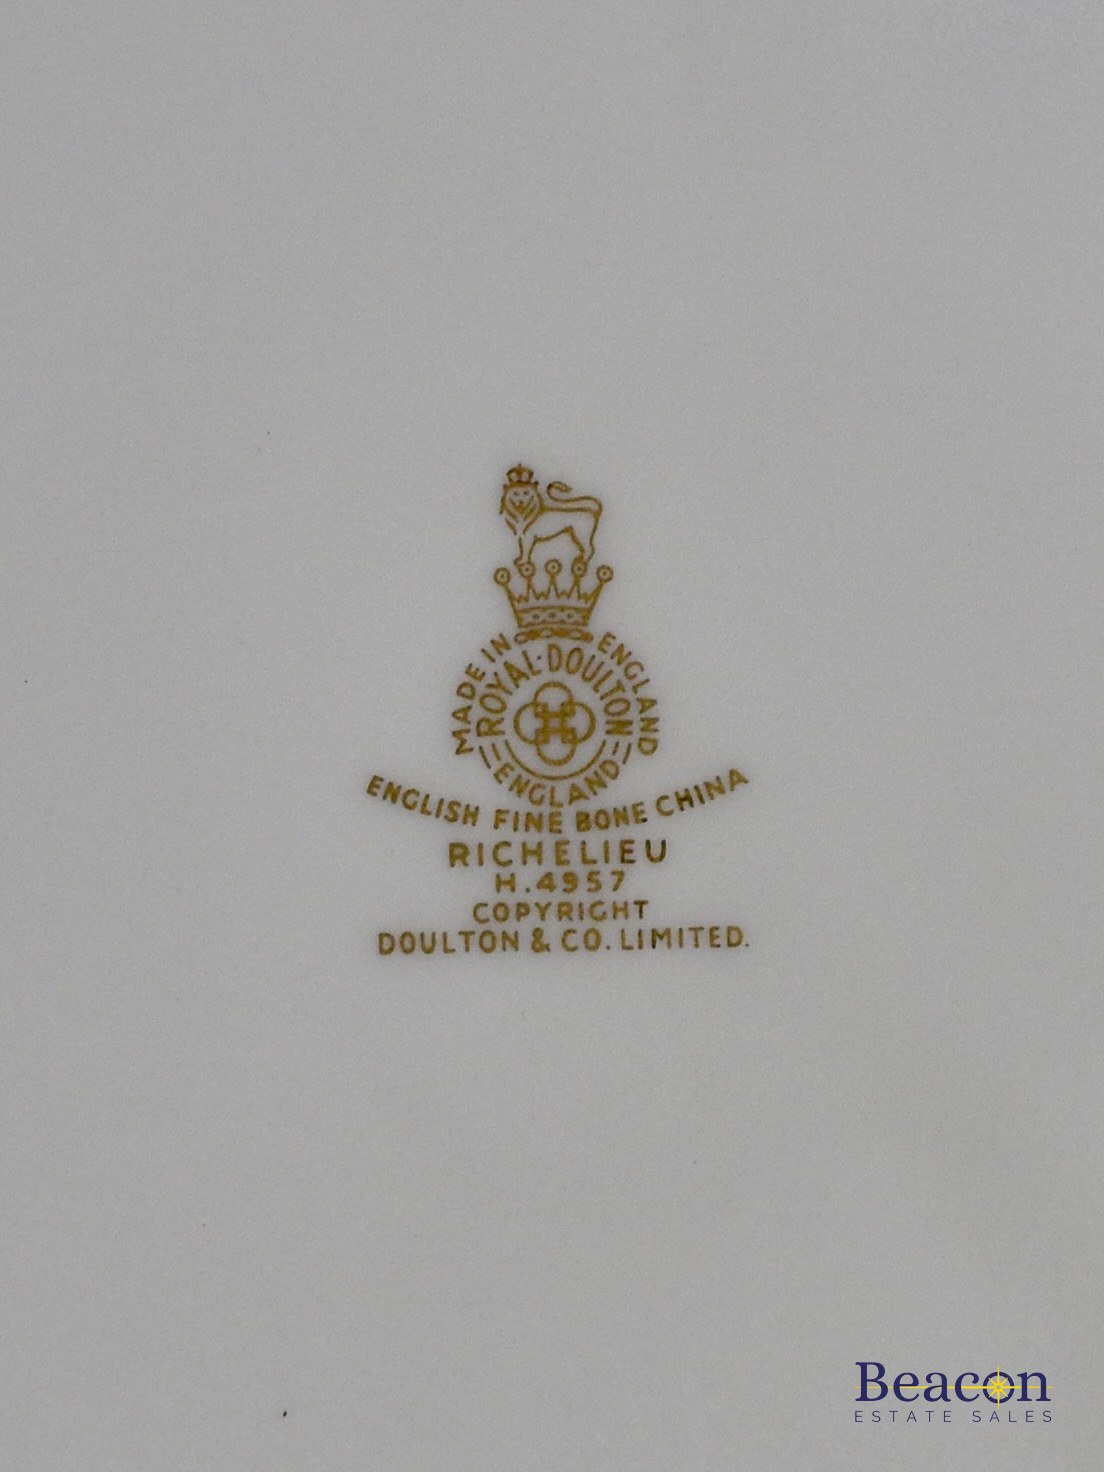 MADE IN ENGLAND
ROYAL·DOULTON
ENGLAND
ENGLISH FINE BONE CHINA
RICHELIEU
H.4957
COPYRIGHT
DOULTON & CO. LIMITED.
Beacon
ESTATE SALES